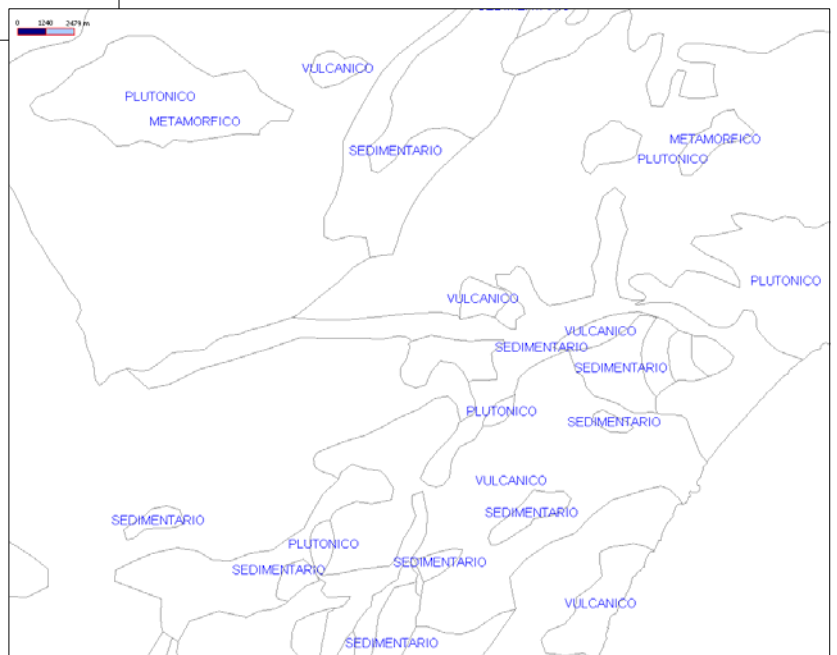 0 1240 2479 m
VULCANICO
PLUTONICO
METAMORFICO
METAMORFICO
SEDIMENTARIO
PLUTONICO
PLUTONICO
VULCANICO
VULCANICO
SEDIMENTARIO
SEDIMENTARIO
PLUTONICO
SEDIMENTARIO
VULCANICO
SEDIMENTARIO
SEDIMENTARIO
PLUTONICO
SEDIMENTARIO
SEDIMENTARIO
VULCANICO
SEDIMENTARIO